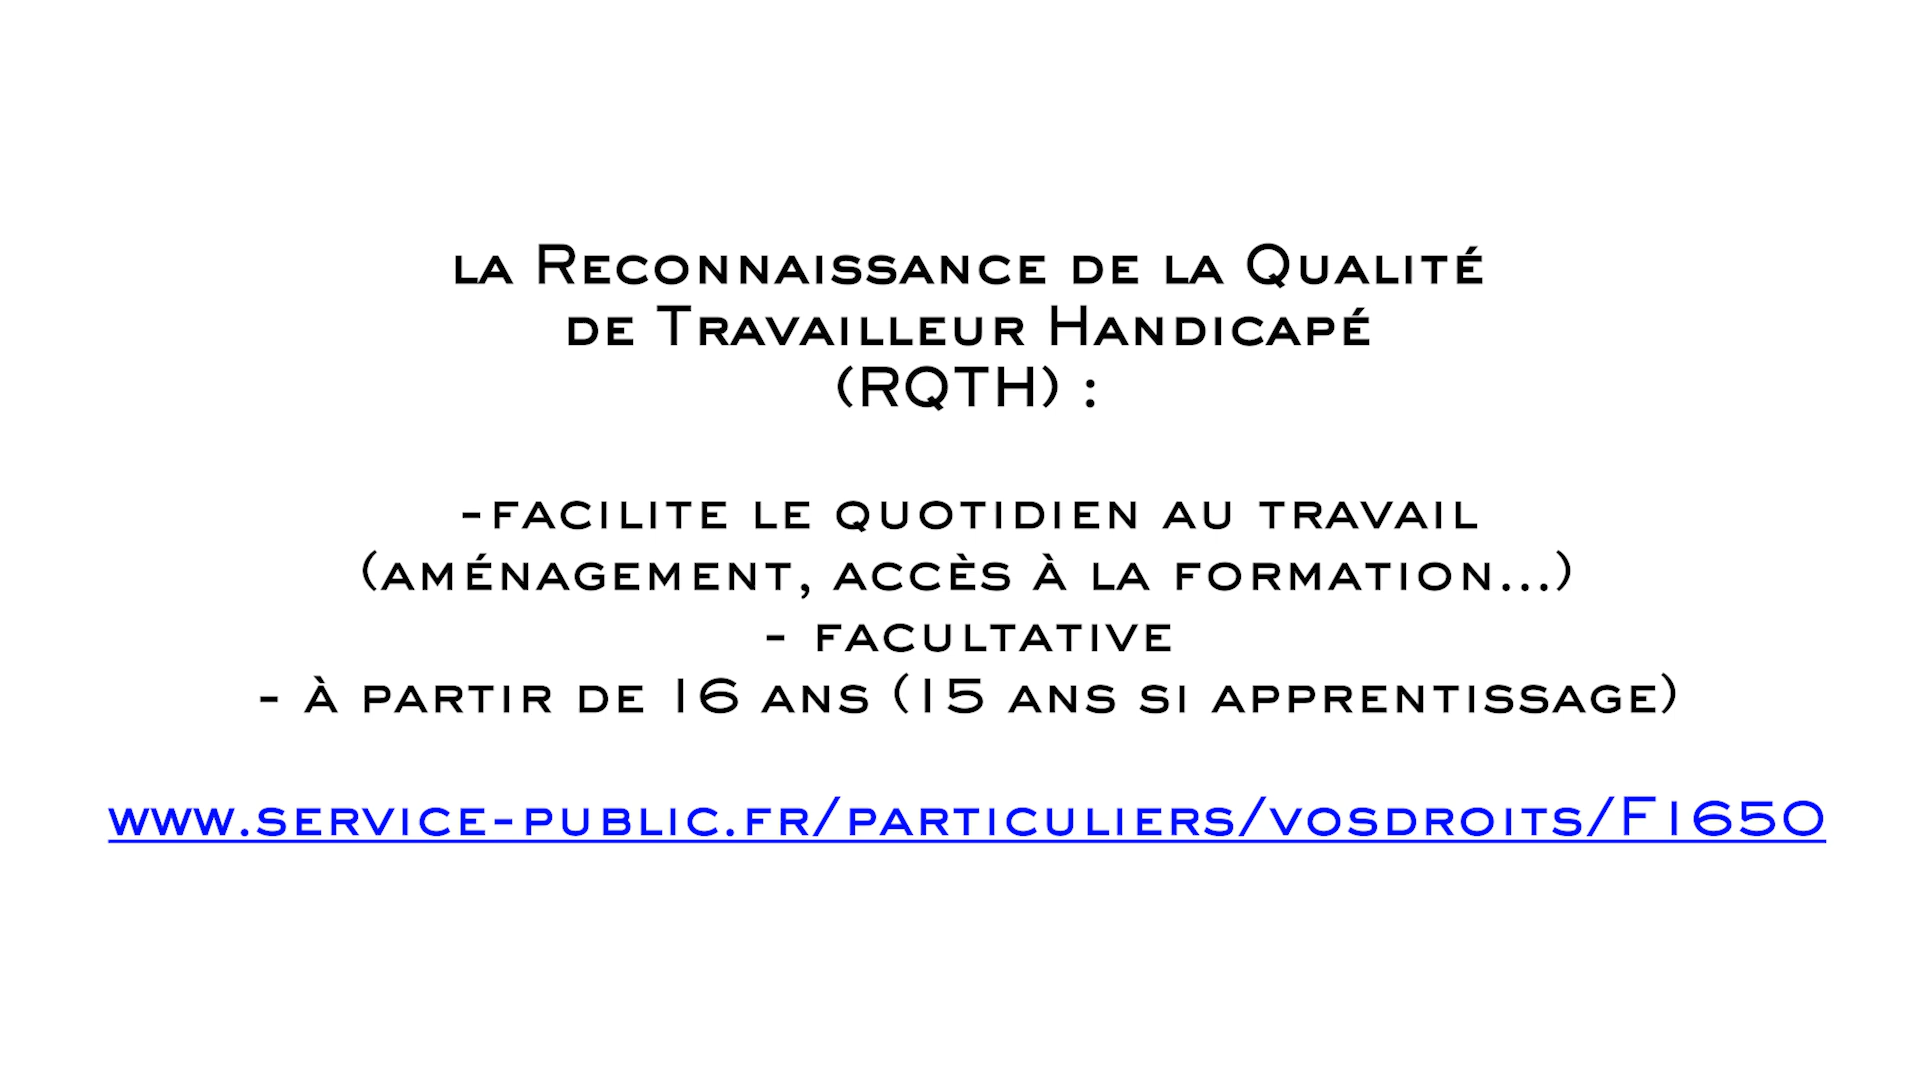 la Reconnaissance de la Qualité
de Travailleur Handicapé
(RQTH) :
-facilite le quotidien au travail
(aménagement, accès à la formation...)
- facultative
- à partir de 16 ans (15 ans si apprentissage)
www.service-public.fr/particuliers/vosdroits/F1650